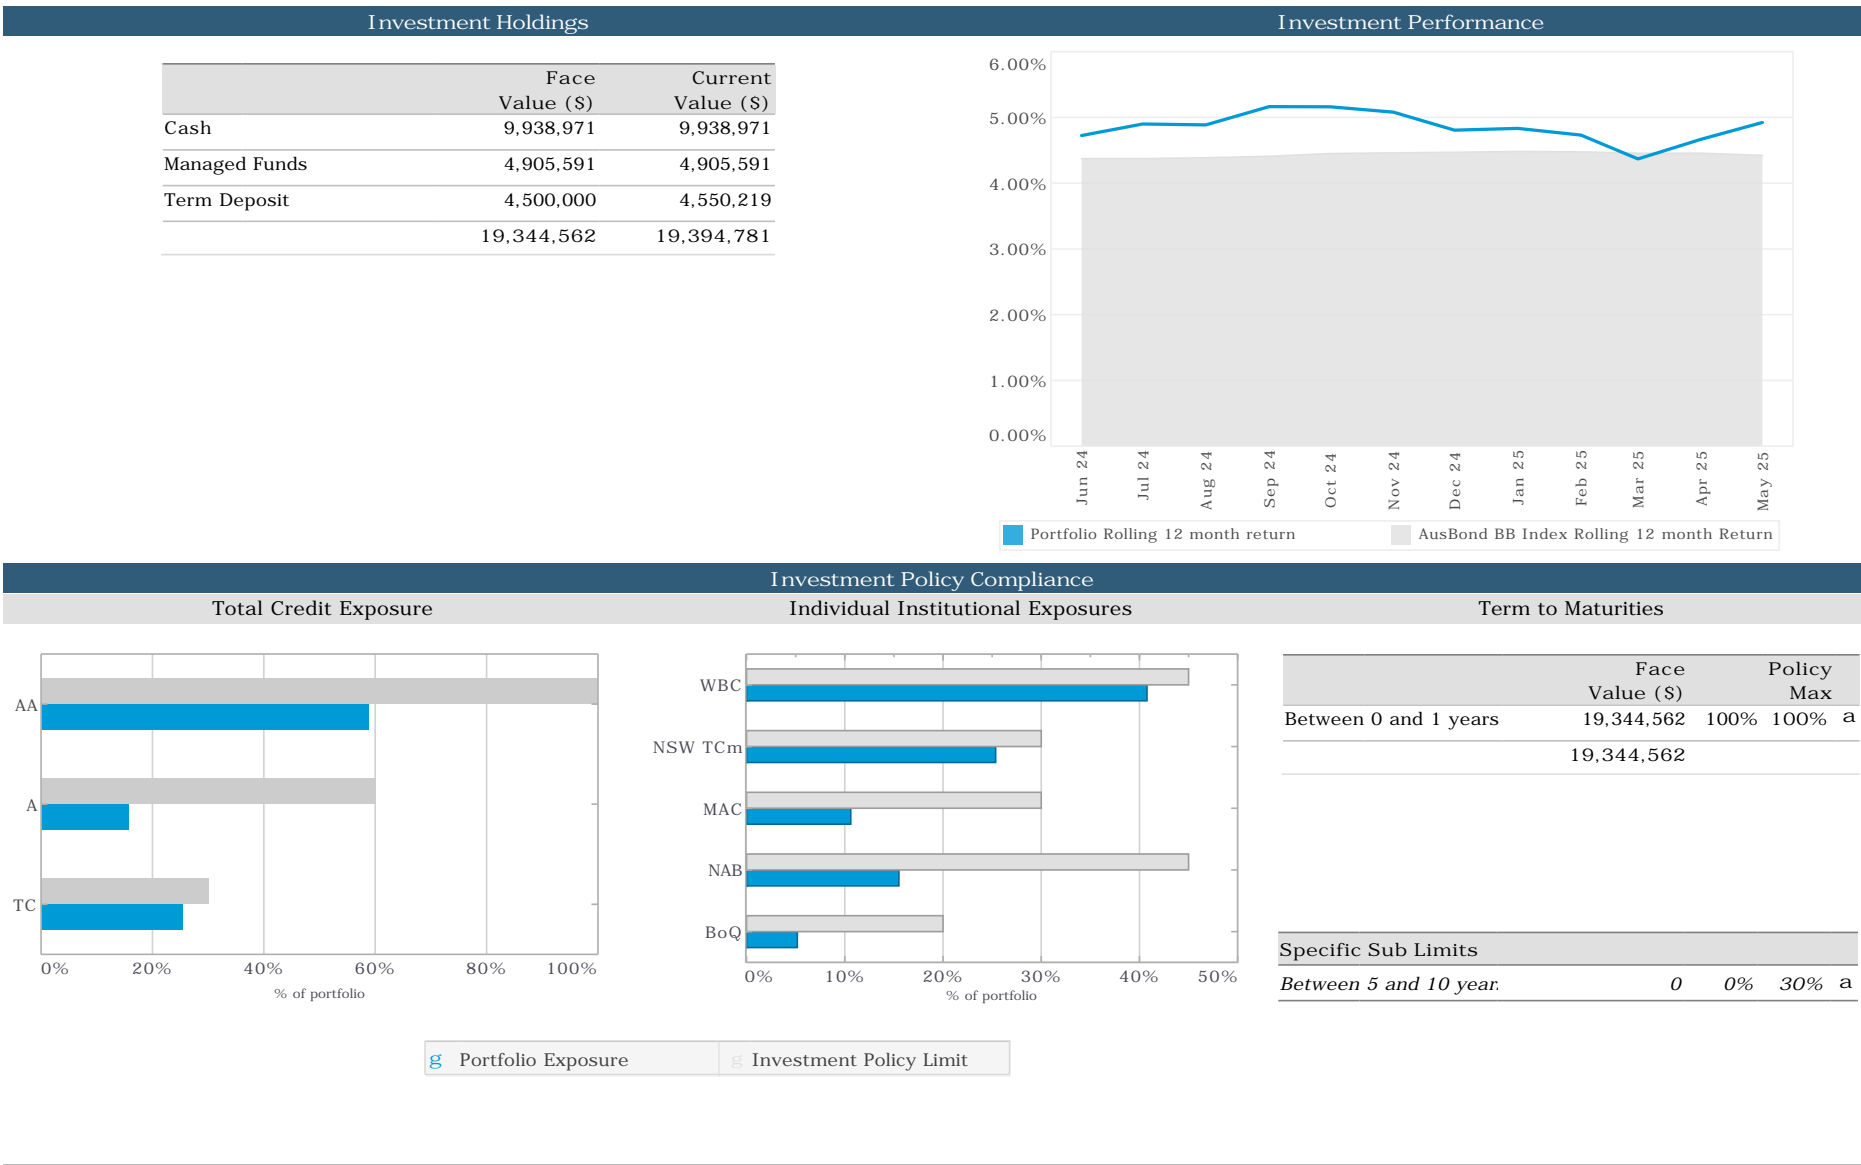 Investment Holdings
Face Current
Value ($) Value ($)
Cash 9,938,971 9,938,971
Managed Funds 4,905,591 4,905,591
Term Deposit 4,500,000 4,550,219
19,344,562 19,394,781
Investment Performance
6.00%
5.00%
4.00%
3.00%
2.00%
1.00%
0.00%
Jun 24 Jul 24 Aug 24 Sep 24 Oct 24 Nov 24 Dec 24 Jan 25 Feb 25 Mar 25 Apr 25 May 25
Portfolio Rolling 12 month return AusBond BB Index Rolling 12 month Return
Investment Policy Compliance
Total Credit Exposure
AA
A
TC
0% 20% 40% 60% 80% 100%
% of portfolio
Individual Institutional Exposures
WBC
NSW TCm
MAC
NAB
BoQ
0% 10% 20% 30% 40% 50%
% of portfolio
g Portfolio Exposure g Investment Policy Limit
Term to Maturities
Face Policy
Value ($) Max
Between 0 and 1 years 19,344,562 100% 100% a
19,344,562
Specific Sub Limits
Between 5 and 10 year. 0 0% 30% a